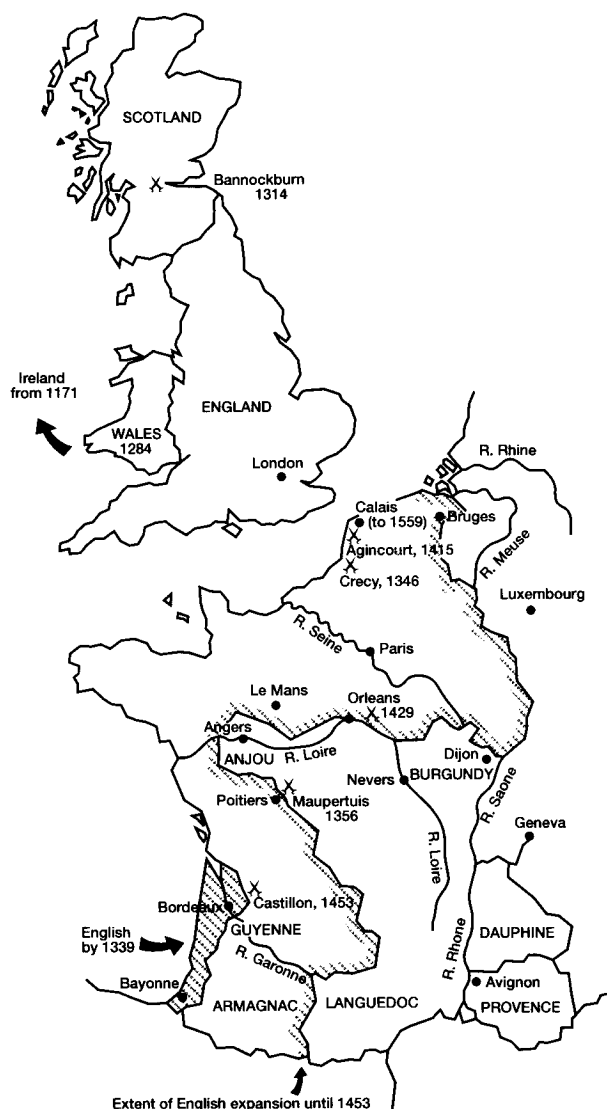 SCOTLAND
Bannockburn
1314
Ireland
from 1171
ENGLAND
WALES
1284
London
R. Rhine
Calais
(to 1559)
Bruges
Agincourt, 1415
R. Meuse
Crecy, 1346
Luxembourg
R. Seine
Paris
Le Mans
Orleans
1429
Angers
ANJOU
R. Loire
Dijon
Nevers
BURGUNDY
R. Saone
Poitiers
Maupertuis
1356
Geneva
R. Loire
Castillon, 1453
Bordeaux
GUYENNE
English
by 1339
DAUPHINE
R. Garonne
R. Rhone
Bayonne
Avignon
ARMAGNAC
LANGUEDOC
PROVENCE
Extent of English expansion until 1453